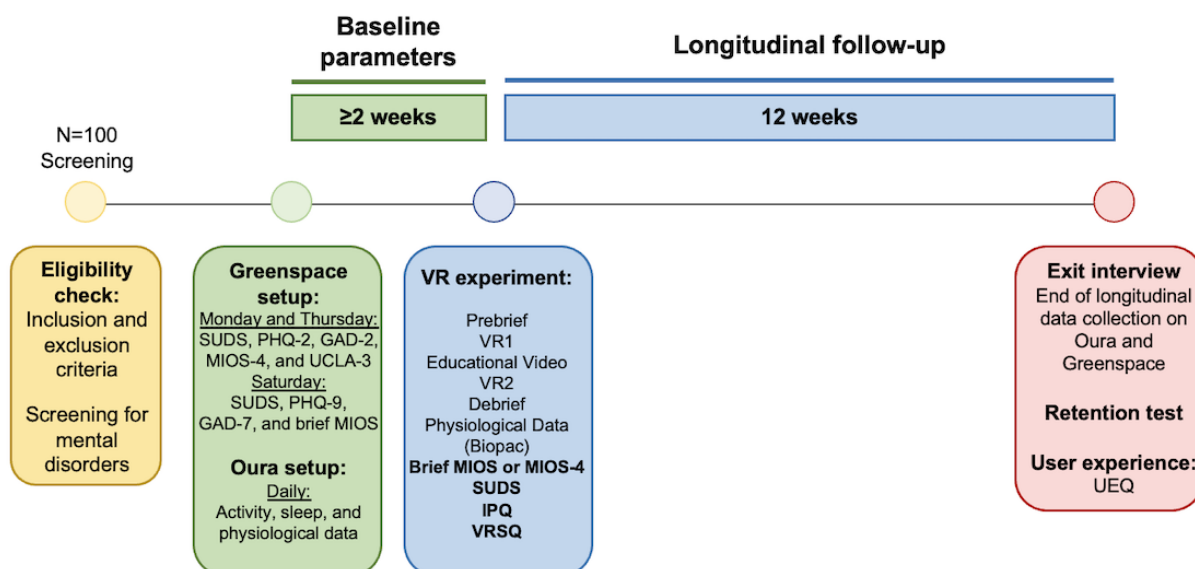 Baseline
parameters
Longitudinal follow-up
≥2 weeks
12 weeks
N=100
Screening
Eligibility
check:
Inclusion and
exclusion
criteria
Screening for
mental
disorders
Greenspace
setup:
Monday and Thursday:
SUDS, PHQ-2, GAD-2,
MIOS-4, and UCLA-3
Saturday:
SUDS, PHQ-9,
GAD-7, and brief MIOS
Oura setup:
Daily:
Activity, sleep, and
physiological data
VR experiment:
Prebrief
VR1
Educational Video
VR2
Debrief
Physiological Data
(Biopac)
Brief MIOS or MIOS-4
SUDS
IPQ
VRSQ
Exit interview
End of longitudinal
data collection on
Oura and
Greenspace
Retention test
User experience:
UEQ